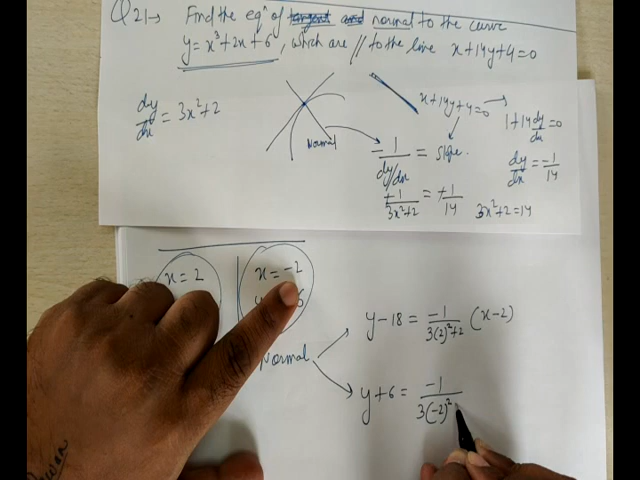 Q21→ Find the eqⁿ of tangent and normal to the curve
y = x³+2x+6, which are // to the line x+14y+4=0
dy/dx = 3x²+2
Normal
-1/(dy/dx) = slope.
+1/(3x²+2) = +1/14
x+14y+4=0
1+14dy/dx=0
dy/dx = -1/14
3x²+2=14
x = 2
x = -2
6
Normal
y-18 = -1/(3(2)²+2) (x-2)
y+6 = -1/(3(-2)²